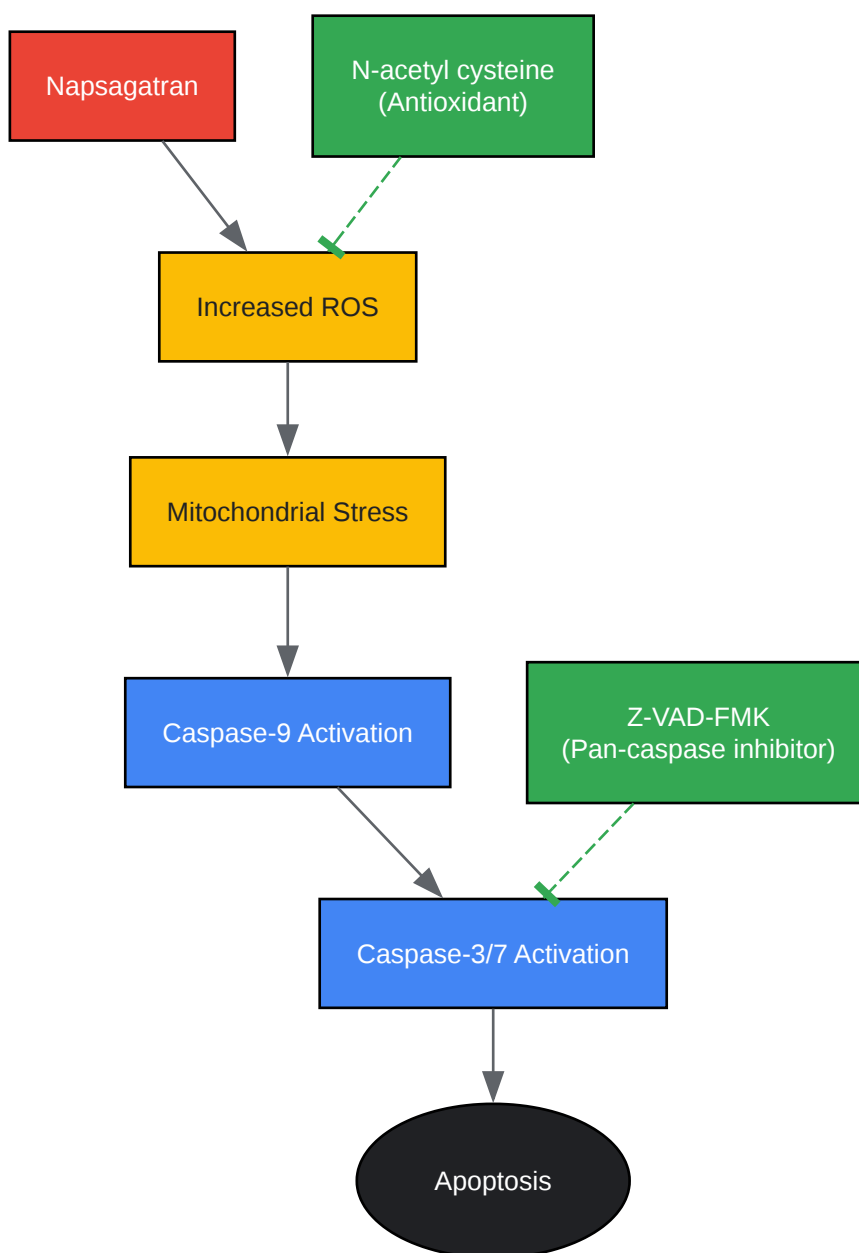 Napsagatran
N-acetyl cysteine
(Antioxidant)
Increased ROS
Mitochondrial Stress
Caspase-9 Activation
Z-VAD-FMK
(Pan-caspase inhibitor)
Caspase-3/7 Activation
Apoptosis